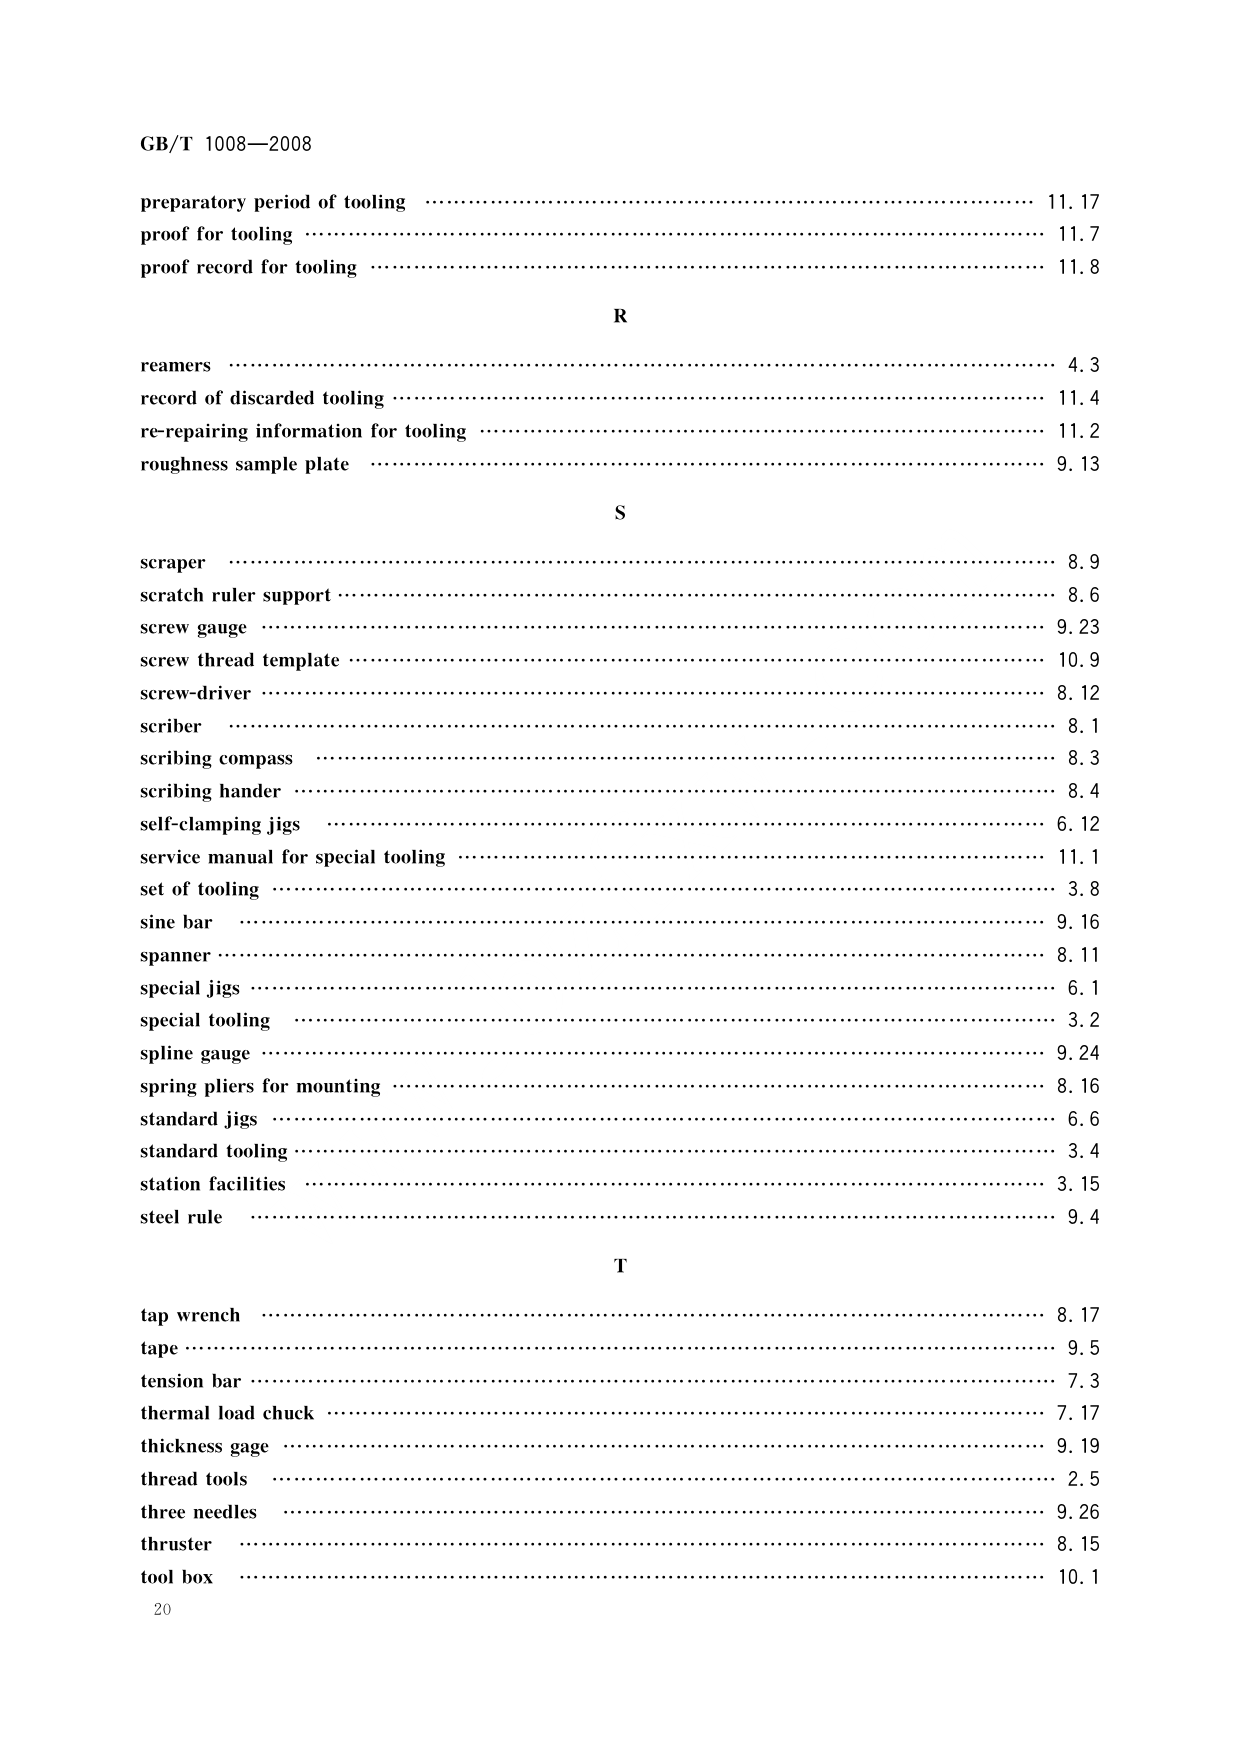 GB/T 1008—2008
preparatory period of tooling ………………………………………………………………………… 11.17
proof for tooling ………………………………………………………………………………………… 11.7
proof record for tooling ………………………………………………………………………………… 11.8
R
reamers …………………………………………………………………………………………………… 4.3
record of discarded tooling ……………………………………………………………………………… 11.4
re-repairing information for tooling …………………………………………………………………… 11.2
roughness sample plate ………………………………………………………………………………… 9.13
S
scraper …………………………………………………………………………………………………… 8.9
scratch ruler support ……………………………………………………………………………………… 8.6
screw gauge ……………………………………………………………………………………………… 9.23
screw thread template …………………………………………………………………………………… 10.9
screw-driver ……………………………………………………………………………………………… 8.12
scriber …………………………………………………………………………………………………… 8.1
scribing compass ………………………………………………………………………………………… 8.3
scribing hander …………………………………………………………………………………………… 8.4
self-clamping jigs ……………………………………………………………………………………… 6.12
service manual for special tooling ……………………………………………………………………… 11.1
set of tooling ……………………………………………………………………………………………… 3.8
sine bar ………………………………………………………………………………………………… 9.16
spanner …………………………………………………………………………………………………… 8.11
special jigs ………………………………………………………………………………………………… 6.1
special tooling …………………………………………………………………………………………… 3.2
spline gauge ……………………………………………………………………………………………… 9.24
spring pliers for mounting ……………………………………………………………………………… 8.16
standard jigs ……………………………………………………………………………………………… 6.6
standard tooling …………………………………………………………………………………………… 3.4
station facilities ………………………………………………………………………………………… 3.15
steel rule ………………………………………………………………………………………………… 9.4
T
tap wrench ……………………………………………………………………………………………… 8.17
tape ………………………………………………………………………………………………………… 9.5
tension bar ………………………………………………………………………………………………… 7.3
thermal load chuck ……………………………………………………………………………………… 7.17
thickness gage …………………………………………………………………………………………… 9.19
thread tools ……………………………………………………………………………………………… 2.5
three needles …………………………………………………………………………………………… 9.26
thruster ………………………………………………………………………………………………… 8.15
tool box ………………………………………………………………………………………………… 10.1
20